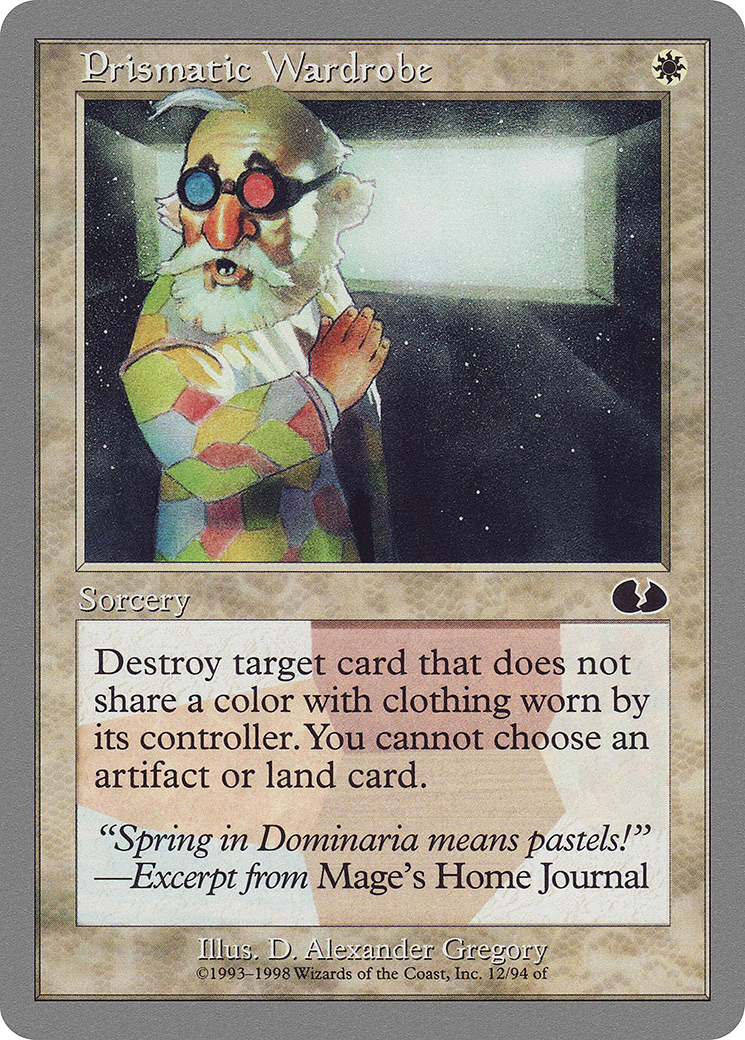 Prismatic Wardrobe
Sorcery
Destroy target card that does not
share a color with clothing worn by
its controller. You cannot choose an
artifact or land card.
“Spring in Dominaria means pastels!”
—Excerpt from Mage’s Home Journal
Illus. D. Alexander Gregory
©1993–1998 Wizards of the Coast, Inc. 12/94 of